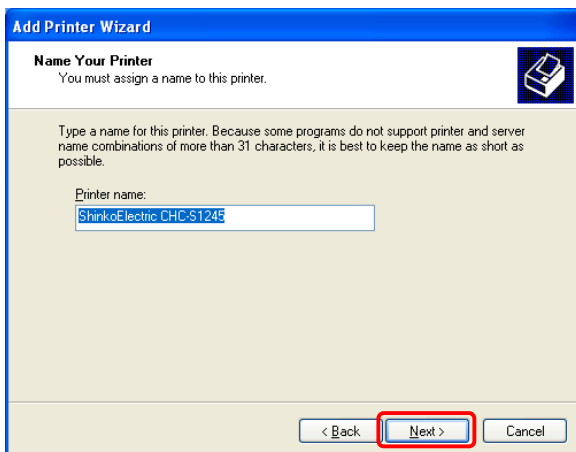 Add Printer Wizard
Name Your Printer
You must assign a name to this printer.
Type a name for this printer. Because some programs do not support printer and server
name combinations of more than 31 characters, it is best to keep the name as short as
possible.
Printer name:
ShinkoElectric CHC-S1245
< Back
Next >
Cancel